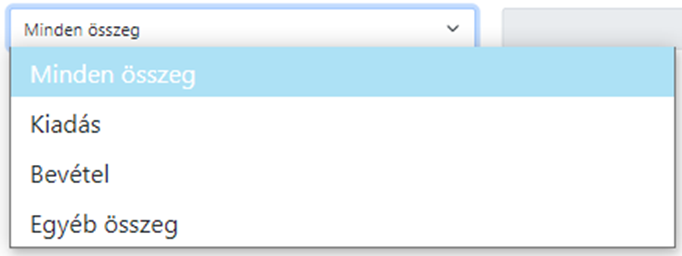 Minden összeg
Minden összeg
Kiadás
Bevétel
Egyéb összeg